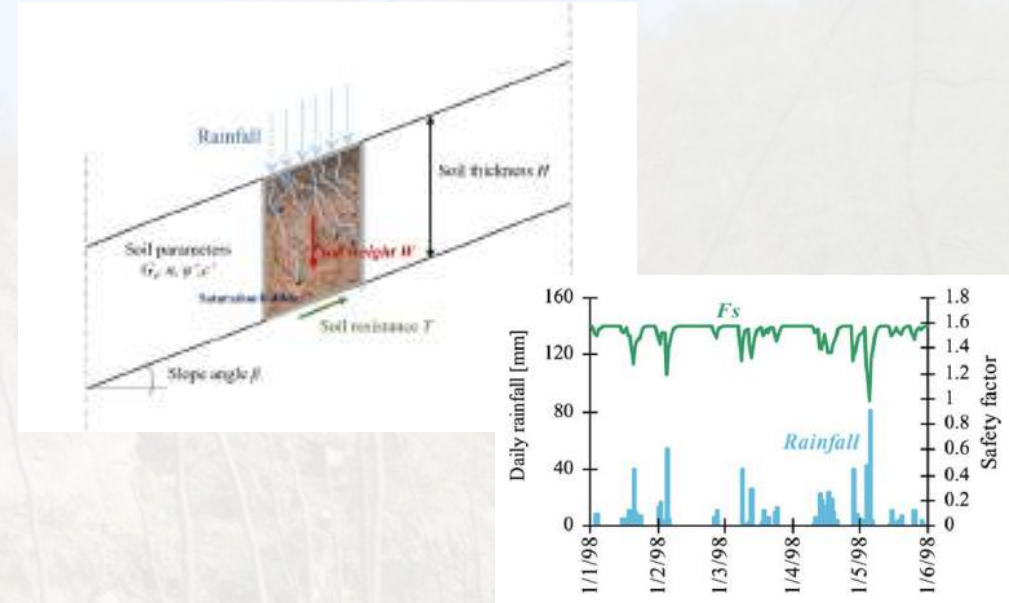 Rainfall
Soil thickness H
Soil parameters
Soil weight W
Soil resistance T
Slope angle β
Fs
Rainfall
Daily rainfall [mm]
160
120
80
40
0
1.8
1.6
1.4
1.2
1
0.8
0.6
0.4
0.2
0
Safety factor
1/1/98
1/2/98
1/3/98
1/4/98
1/5/98
1/6/98